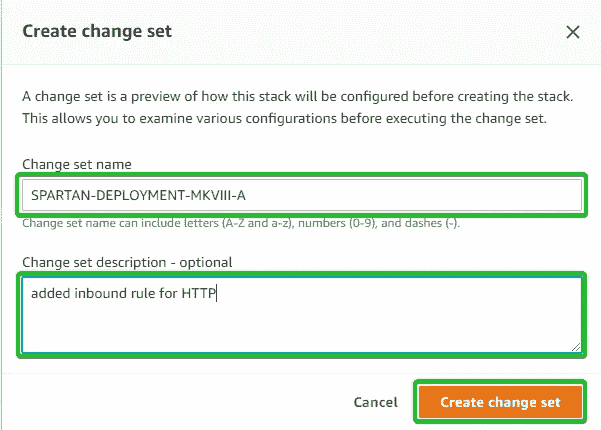 Create change set
A change set is a preview of how this stack will be configured before creating the stack.
This allows you to examine various configurations before executing the change set.
Change set name
SPARTAN-DEPLOYMENT-MKVIII-A
Change set name can include letters (A-Z and a-z), numbers (0-9), and dashes (-).
Change set description - optional
added inbound rule for HTTP
Cancel Create change set